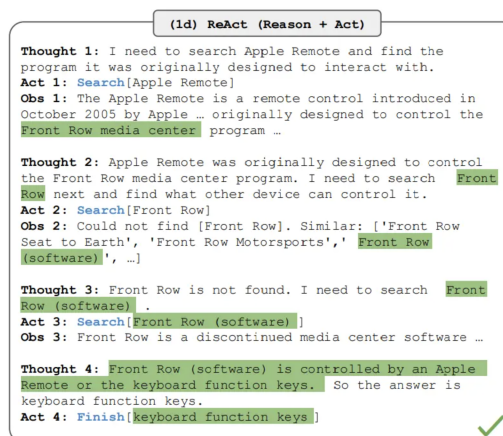 (1d) ReAct (Reason + Act)
Thought 1: I need to search Apple Remote and find the
program it was originally designed to interact with.
Act 1: Search[Apple Remote]
Obs 1: The Apple Remote is a remote control introduced in
October 2005 by Apple … originally designed to control the
Front Row media center program …
Thought 2: Apple Remote was originally designed to control
the Front Row media center program. I need to search Front
Row next and find what other device can control it.
Act 2: Search[Front Row]
Obs 2: Could not find [Front Row]. Similar: ['Front Row
Seat to Earth', 'Front Row Motorsports',' Front Row
(software)', …]
Thought 3: Front Row is not found. I need to search Front
Row (software) .
Act 3: Search[Front Row (software) ]
Obs 3: Front Row is a discontinued media center software …
Thought 4: Front Row (software) is controlled by an Apple
Remote or the keyboard function keys. So the answer is
keyboard function keys.
Act 4: Finish[keyboard function keys ]